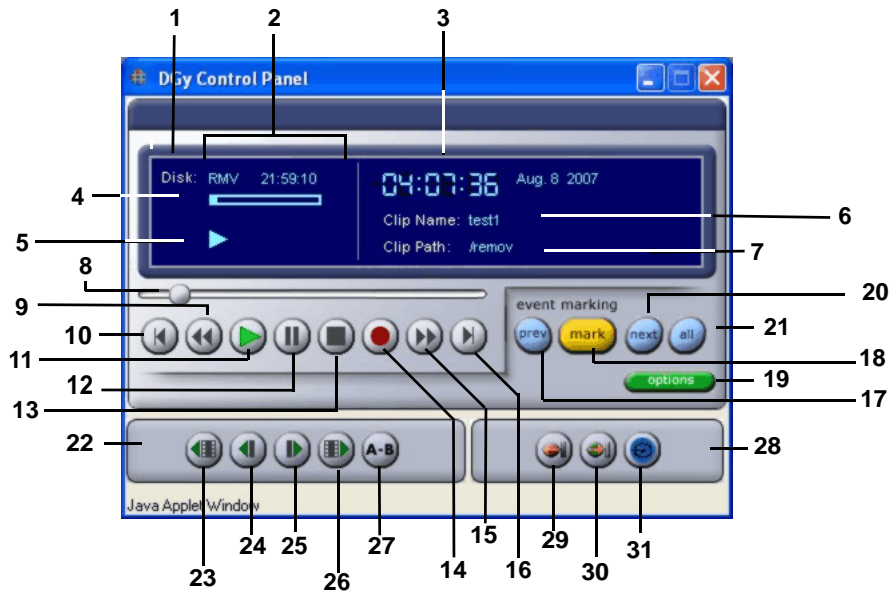 1 2 3
DGy Control Panel
Disk: RMV 21:59:10
04:07:36 Aug. 8 2007
4
Clip Name: test1
6
5
Clip Path: /remov
7
8
9
event marking
20
10
prev mark next all
21
11
18
12
options
19
13
17
22
A-B
28
Java Applet Window
23 24 25 26 27 14 15 16 29 30 31